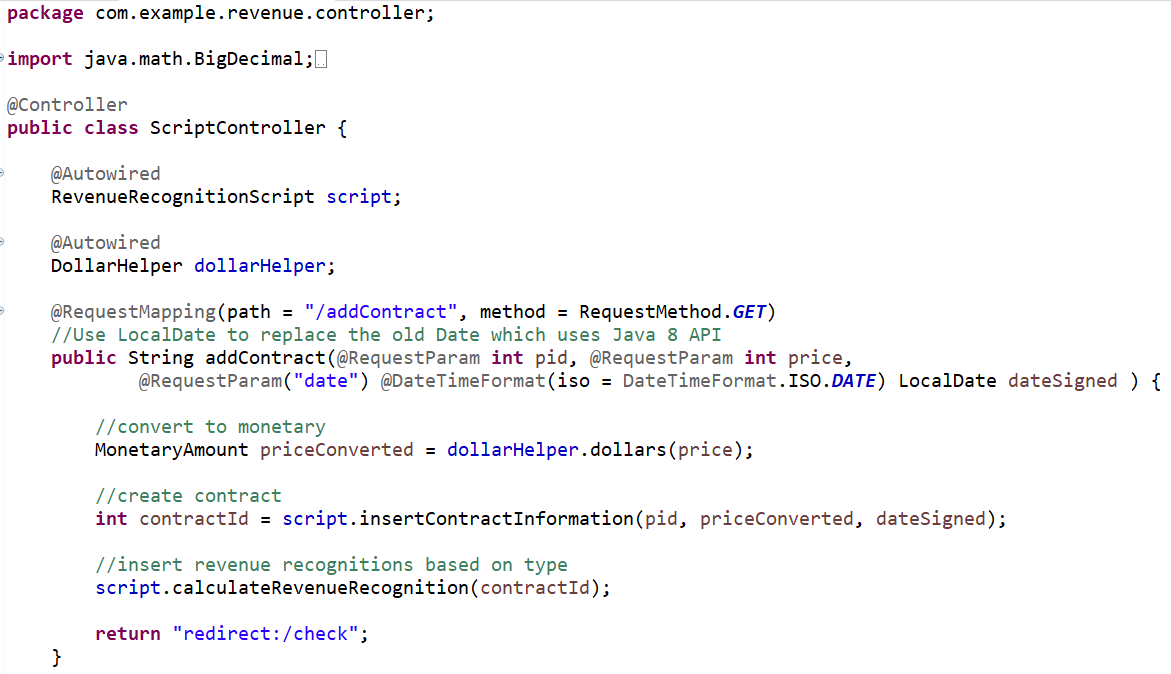 package com.example.revenue.controller;
import java.math.BigDecimal;
@Controller
public class ScriptController {
@Autowired
RevenueRecognitionScript script;
@Autowired
DollarHelper dollarHelper;
@RequestMapping(path = "/addContract", method = RequestMethod.GET)
//Use LocalDate to replace the old Date which uses Java 8 API
public String addContract(@RequestParam int pid, @RequestParam int price,
@RequestParam("date") @DateTimeFormat(iso = DateTimeFormat.ISO.DATE) LocalDate dateSigned ) {
//convert to monetary
MonetaryAmount priceConverted = dollarHelper.dollars(price);
//create contract
int contractId = script.insertContractInformation(pid, priceConverted, dateSigned);
//insert revenue recognitions based on type
script.calculateRevenueRecognition(contractId);
return "redirect:/check";
}